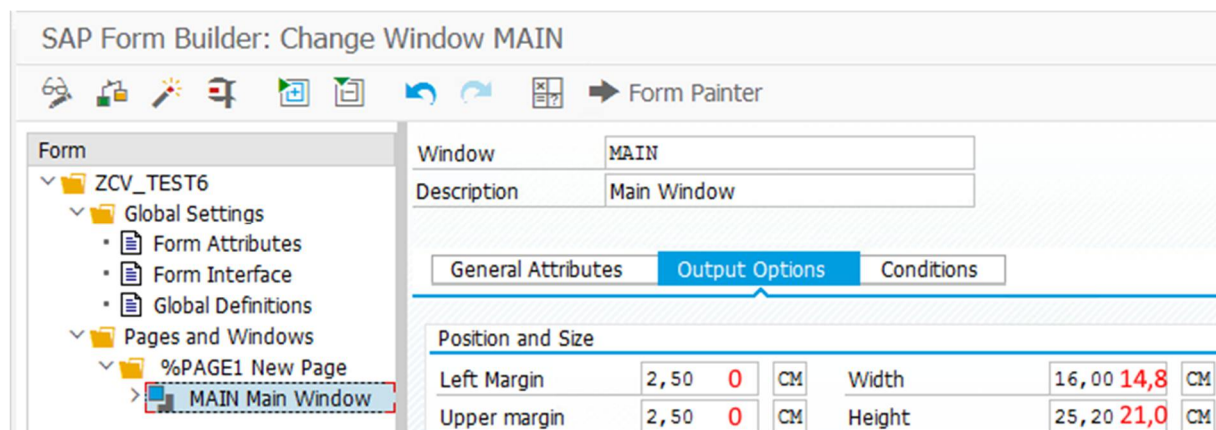 SAP Form Builder: Change Window MAIN
Form Painter
Form
ZCV_TEST6
Global Settings
Form Attributes
Form Interface
Global Definitions
Pages and Windows
%PAGE1 New Page
MAIN Main Window
Window MAIN
Description Main Window
General Attributes Output Options Conditions
Position and Size
Left Margin 2,50 0 CM Width 16,00 14,8 CM
Upper margin 2,50 0 CM Height 25,20 21,0 CM